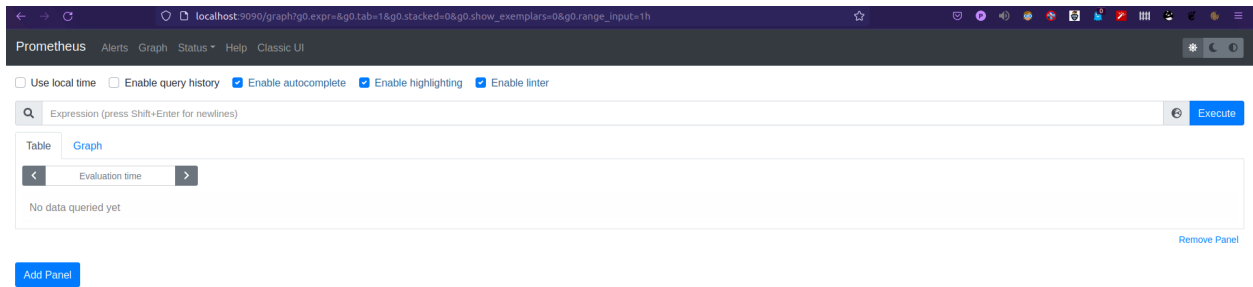 localhost:9090/graph?g0.expr=&g0.tab=1&g0.stacked=0&g0.show_exemplars=0&g0.range_input=1h
Prometheus Alerts Graph Status Help Classic UI
Use local time Enable query history Enable autocomplete Enable highlighting Enable linter
Expression (press Shift+Enter for newlines) Execute
Table Graph
Evaluation time
No data queried yet
Remove Panel
Add Panel